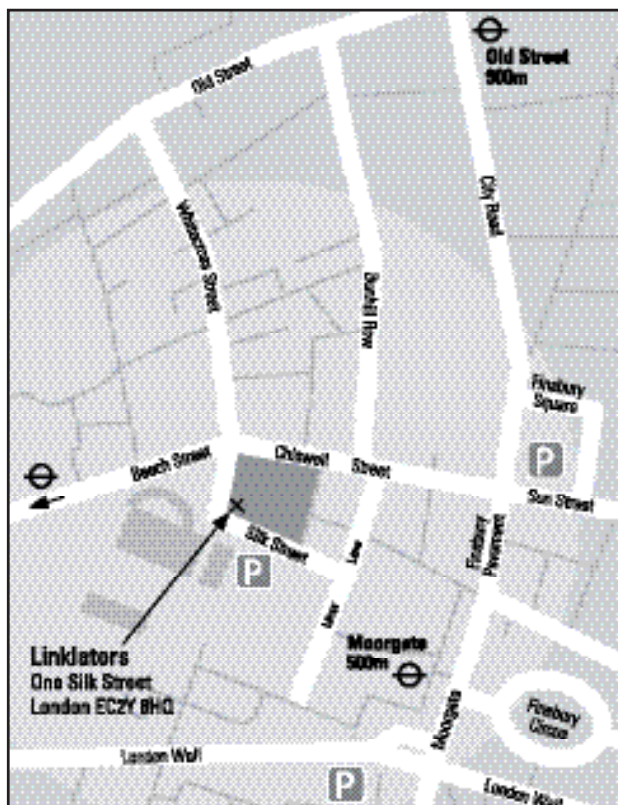 Old Street
Old Street
900m
City Road
Whitecross Street
Bunhill Row
Finsbury
Square
P
Beech Street
Chiswell
Street
Sun Street
Silk Street
P
Finsbury
Pavement
Moor
Lane
Linklaters
One Silk Street
London EC2Y 8HQ
Moorgate
500m
Moorgate
Finsbury
Circus
London Wall
P
London Wall